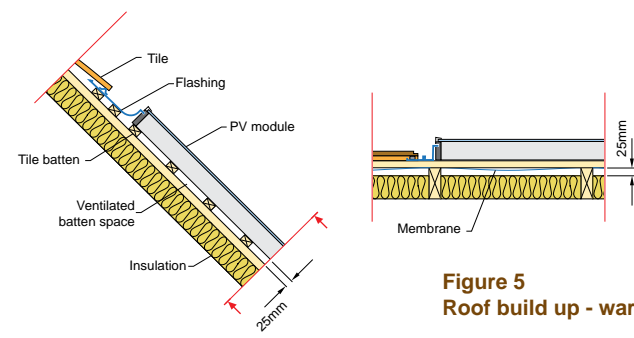 Tile
Flashing
PV module
Tile batten
Ventilated
batten space
Insulation
25mm
25mm
Membrane
Figure 5
Roof build up - war